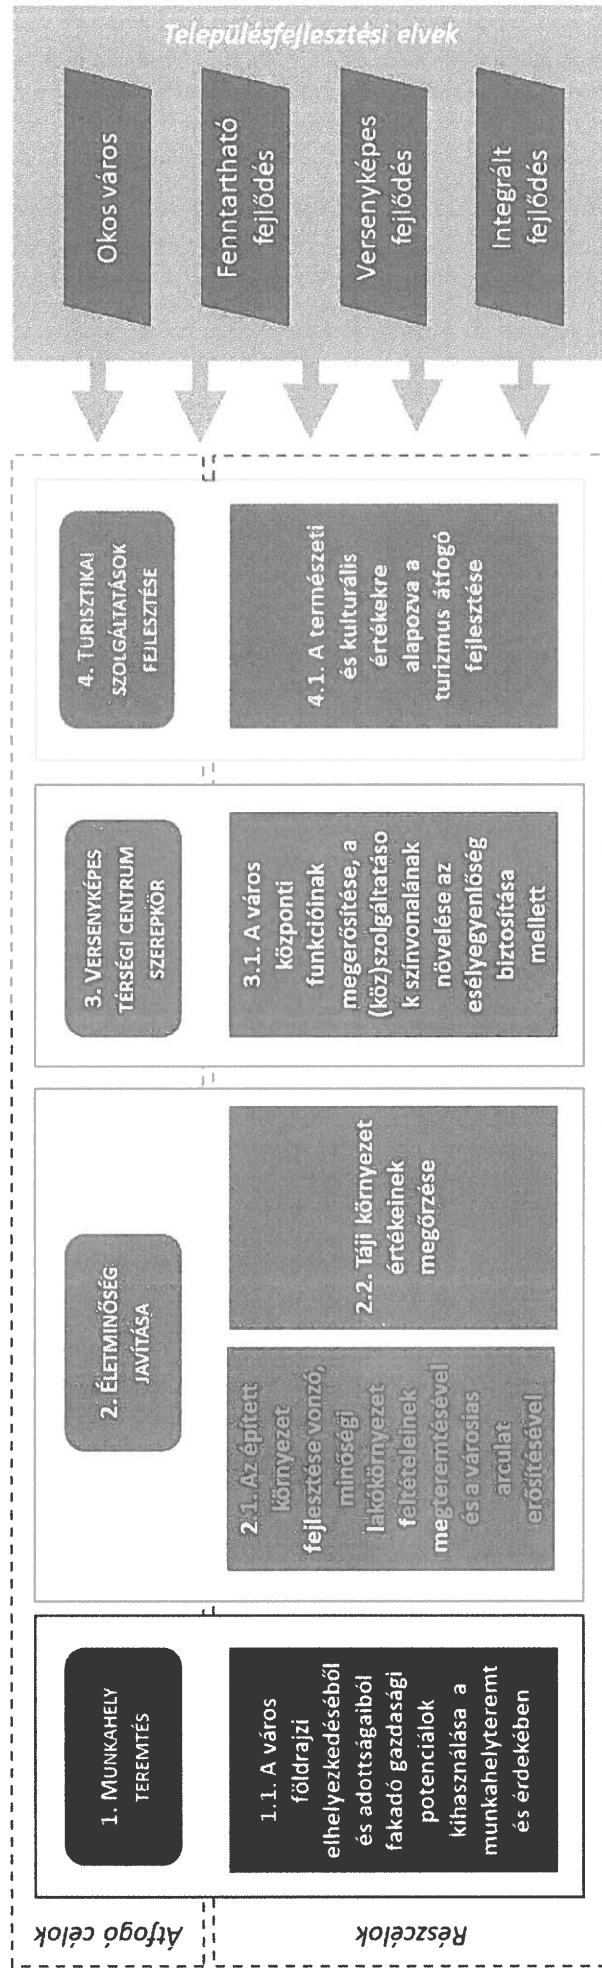 Átfogó célok
1. MUNKAHELY
TEREMTÉS
2. ÉLETMINŐSÉG
JAVÍTÁSA
3. VERSENYKÉPES
TÉRSÉGI CENTRUM
SZEREPKÖR
4. TURISZTIKAI
SZOLGÁLTATÁSOK
FEJLESZTÉSE
Részcélok
1.1. A város
földrajzi
elhelyezkedéséből
és adottságaiból
fakadó gazdasági
potenciálok
kihasználása a
munkahelyteremt
és érdekében
2.1. Az épített
környezet
fejlesztése vonzó,
minőségi
lakókörnyezet
feltételeinek
megteremtésével
és a városias
arculat
erősítésével
2.2. Táji környezet
értékeinek
megőrzése
3.1. A város
központi
funkcióinak
megerősítése, a
(köz)szolgáltatáso
k színvonalának
növelése az
esélyegyenlőség
biztosítása
mellett
4.1. A természeti
és kulturális
értékekre
alapozva a
turizmus átfogó
fejlesztése
Településfejlesztési elvek
Okos város
Fenntartható
fejlődés
Versenyképes
fejlődés
Integrált
fejlődés